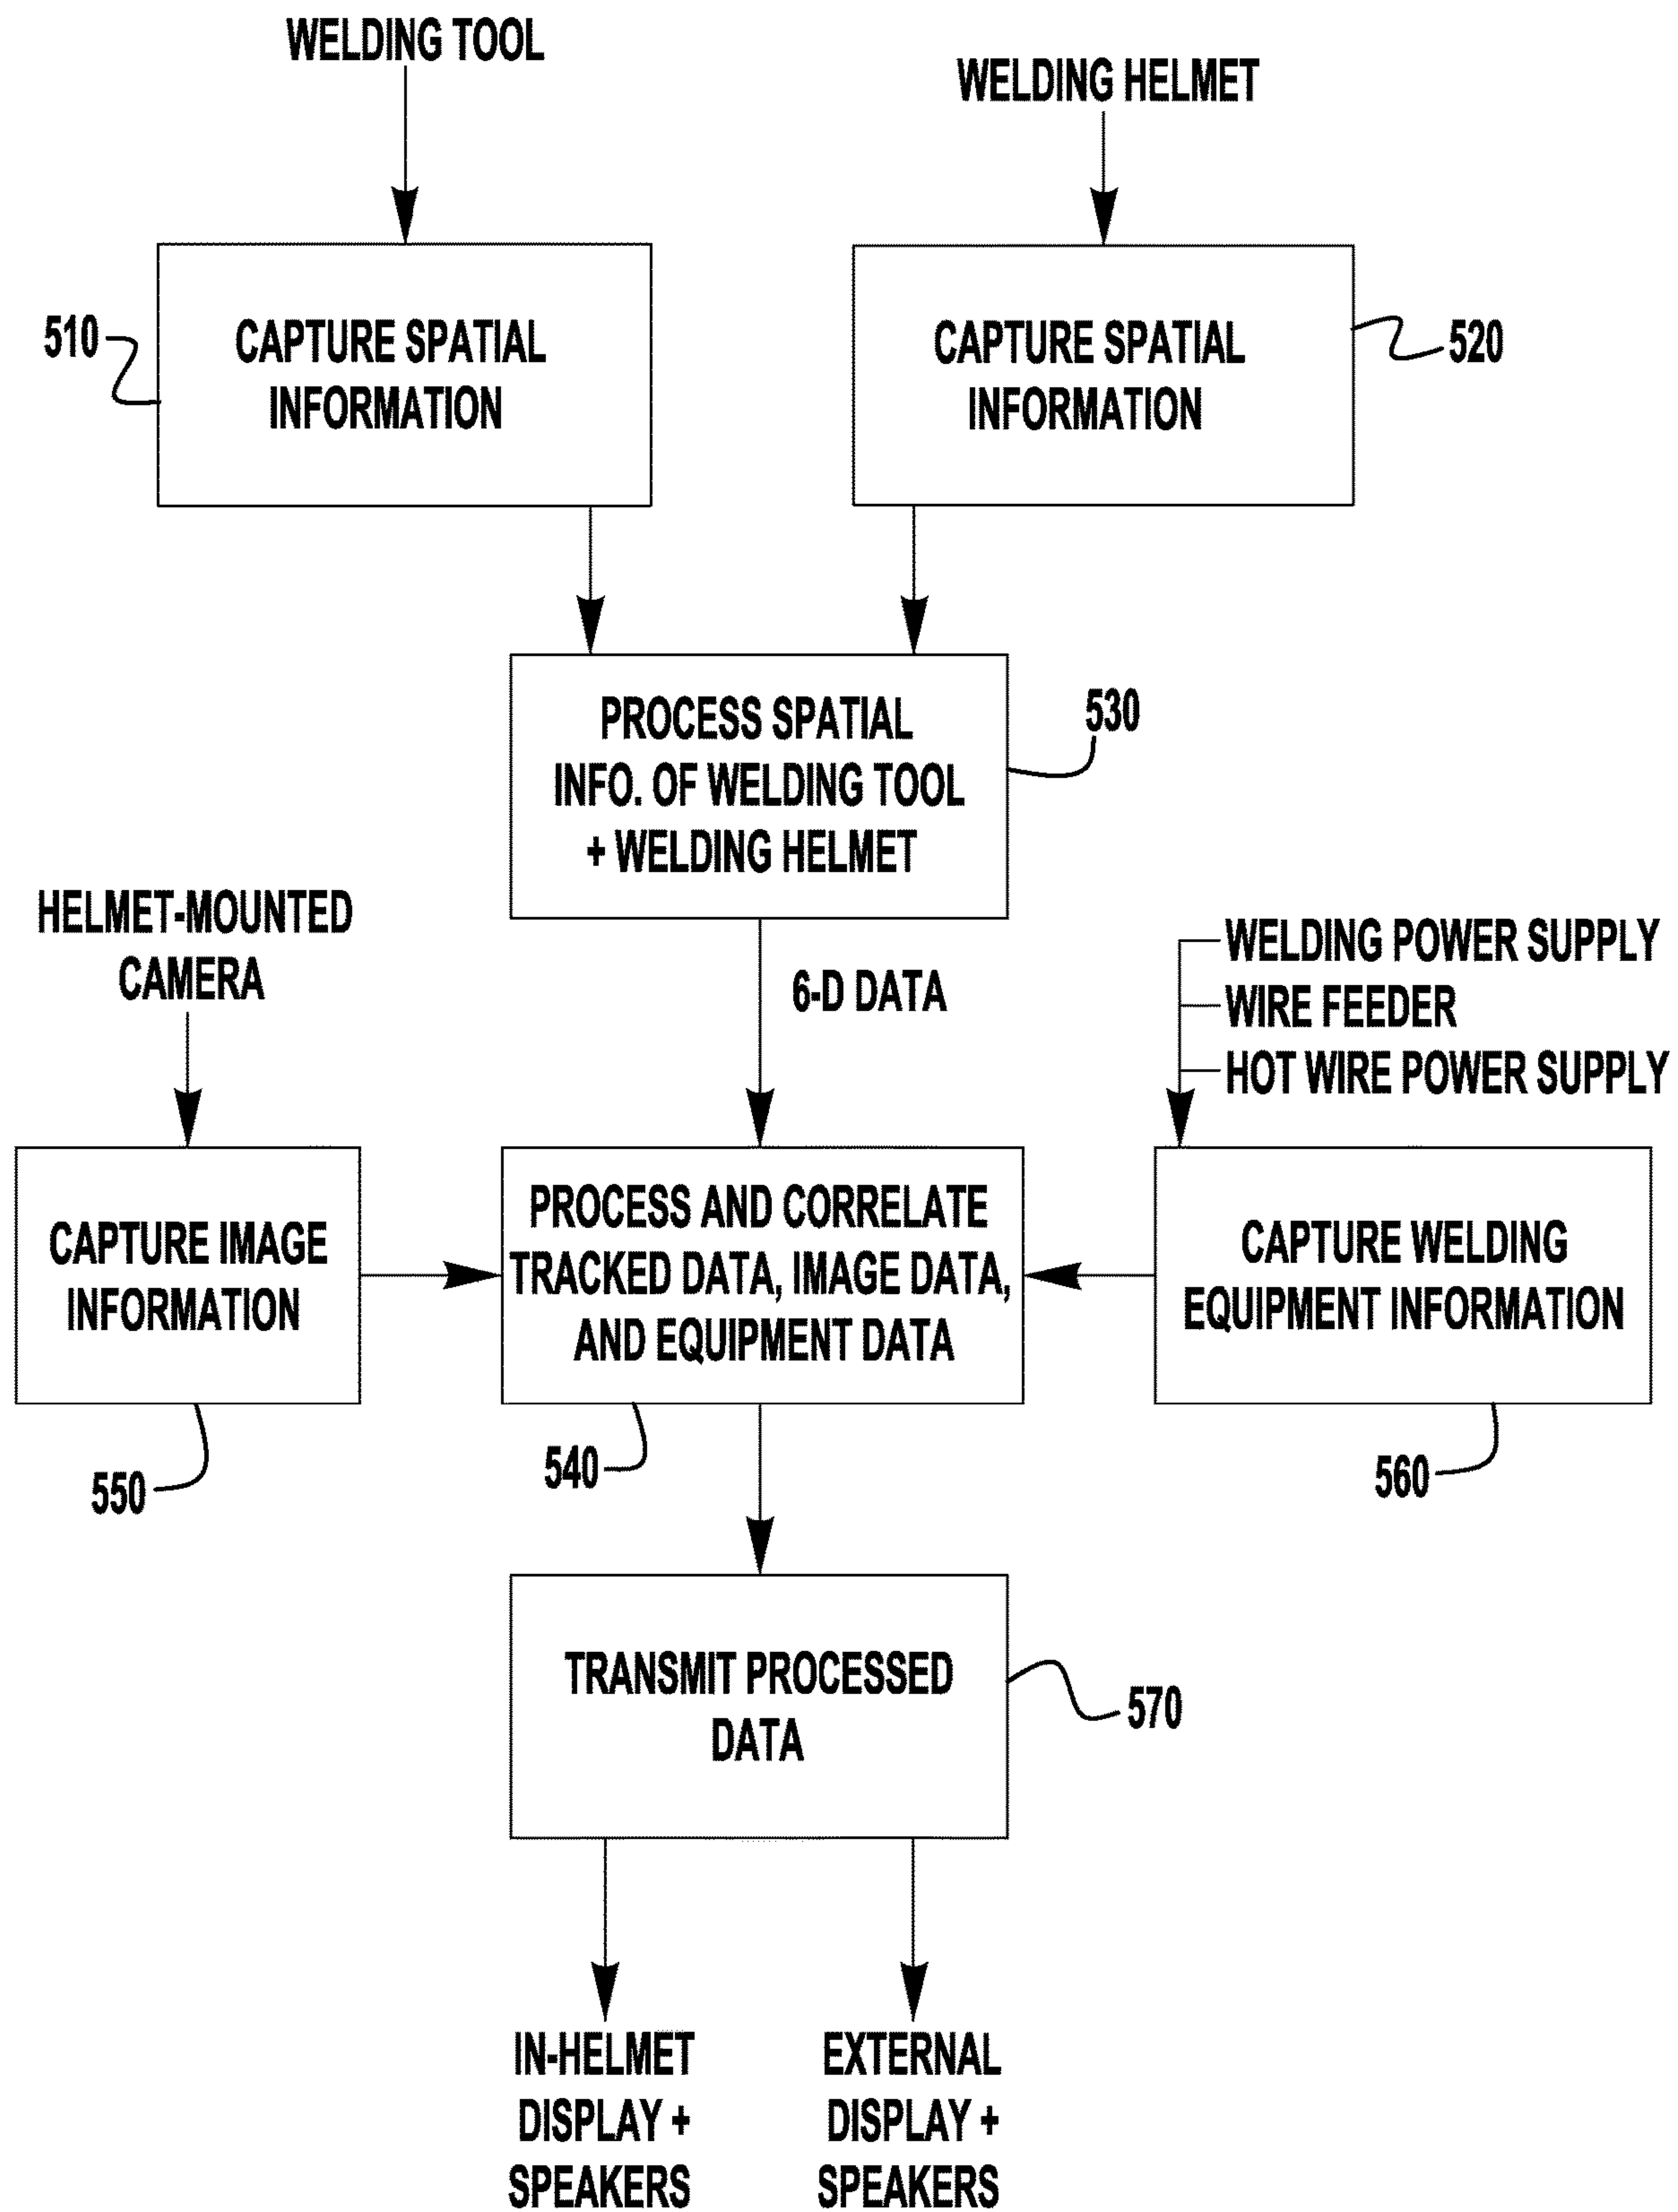 WELDING TOOL
WELDING HELMET
510
CAPTURE SPATIAL
INFORMATION
CAPTURE SPATIAL
INFORMATION
520
PROCESS SPATIAL
INFO. OF WELDING TOOL
+ WELDING HELMET
530
HELMET-MOUNTED
CAMERA
6-D DATA
WELDING POWER SUPPLY
WIRE FEEDER
HOT WIRE POWER SUPPLY
CAPTURE IMAGE
INFORMATION
PROCESS AND CORRELATE
TRACKED DATA, IMAGE DATA,
AND EQUIPMENT DATA
CAPTURE WELDING
EQUIPMENT INFORMATION
550
540
560
TRANSMIT PROCESSED
DATA
570
IN-HELMET
DISPLAY +
SPEAKERS
EXTERNAL
DISPLAY +
SPEAKERS